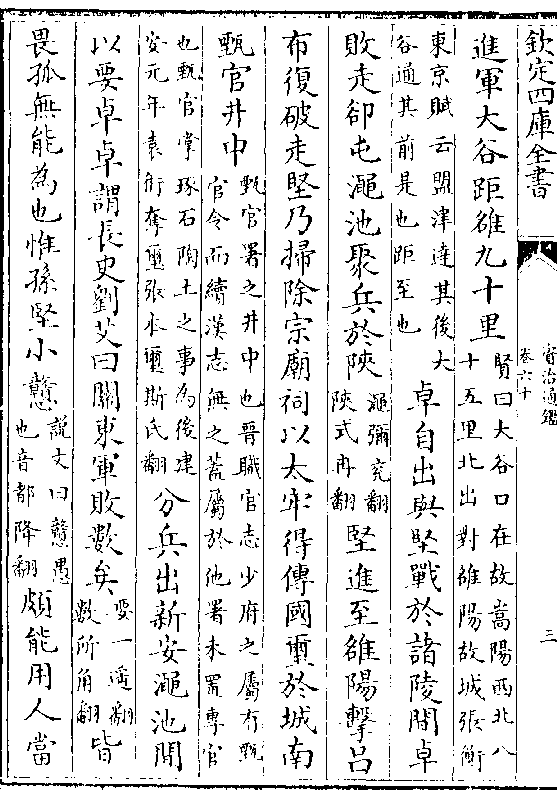 欽定四庫全書
資治通鑑
卷六十
三
進軍大谷距雒九十里
賢曰大谷口在故嵩陽西北八
十五里北出對雒陽故城張衡
東京賦云盟津達其後大
谷通其前是也距至也
卓自出與堅戰於諸陵間卓
敗走卻屯澠池聚兵於陜
澠彌兗翻
陜式冉翻
堅進至雒陽擊吕
布復破走堅乃掃除宗廟祠以太牢得傳國璽於城南
甄官井中
甄官署之井中也晉職官志少府之屬有甄
官令而續漢志無之蓋屬於他署未置專官
也甄官掌琢石陶土之事為後建
安元年袁術奪璽張本璽斯氏翻
分兵出新安澠池間
以要卓卓謂長史劉艾曰關東軍敗數矣
要一遥翻
數所角翻
皆
畏孤無能為也惟孫堅小戇
說文曰戇愚
也音都降翻
頗能用人當